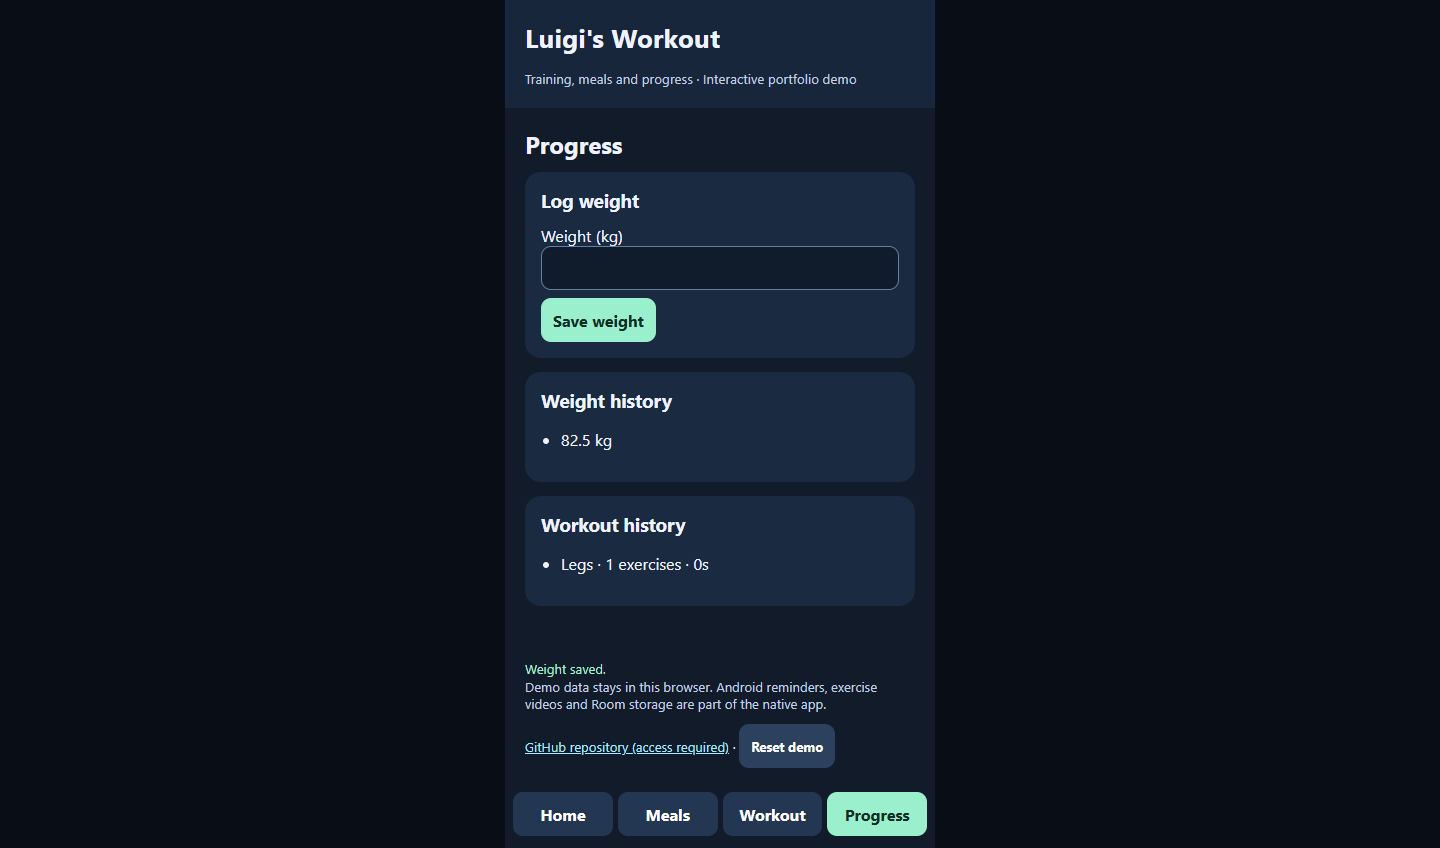 Luigi's Workout
Training, meals and progress · Interactive portfolio demo
Progress
Log weight
Weight (kg)
Save weight
Weight history
• 82.5 kg
Workout history
• Legs · 1 exercises · 0s
Weight saved.
Demo data stays in this browser. Android reminders, exercise
videos and Room storage are part of the native app.
GitHub repository (access required) · Reset demo
Home Meals Workout Progress